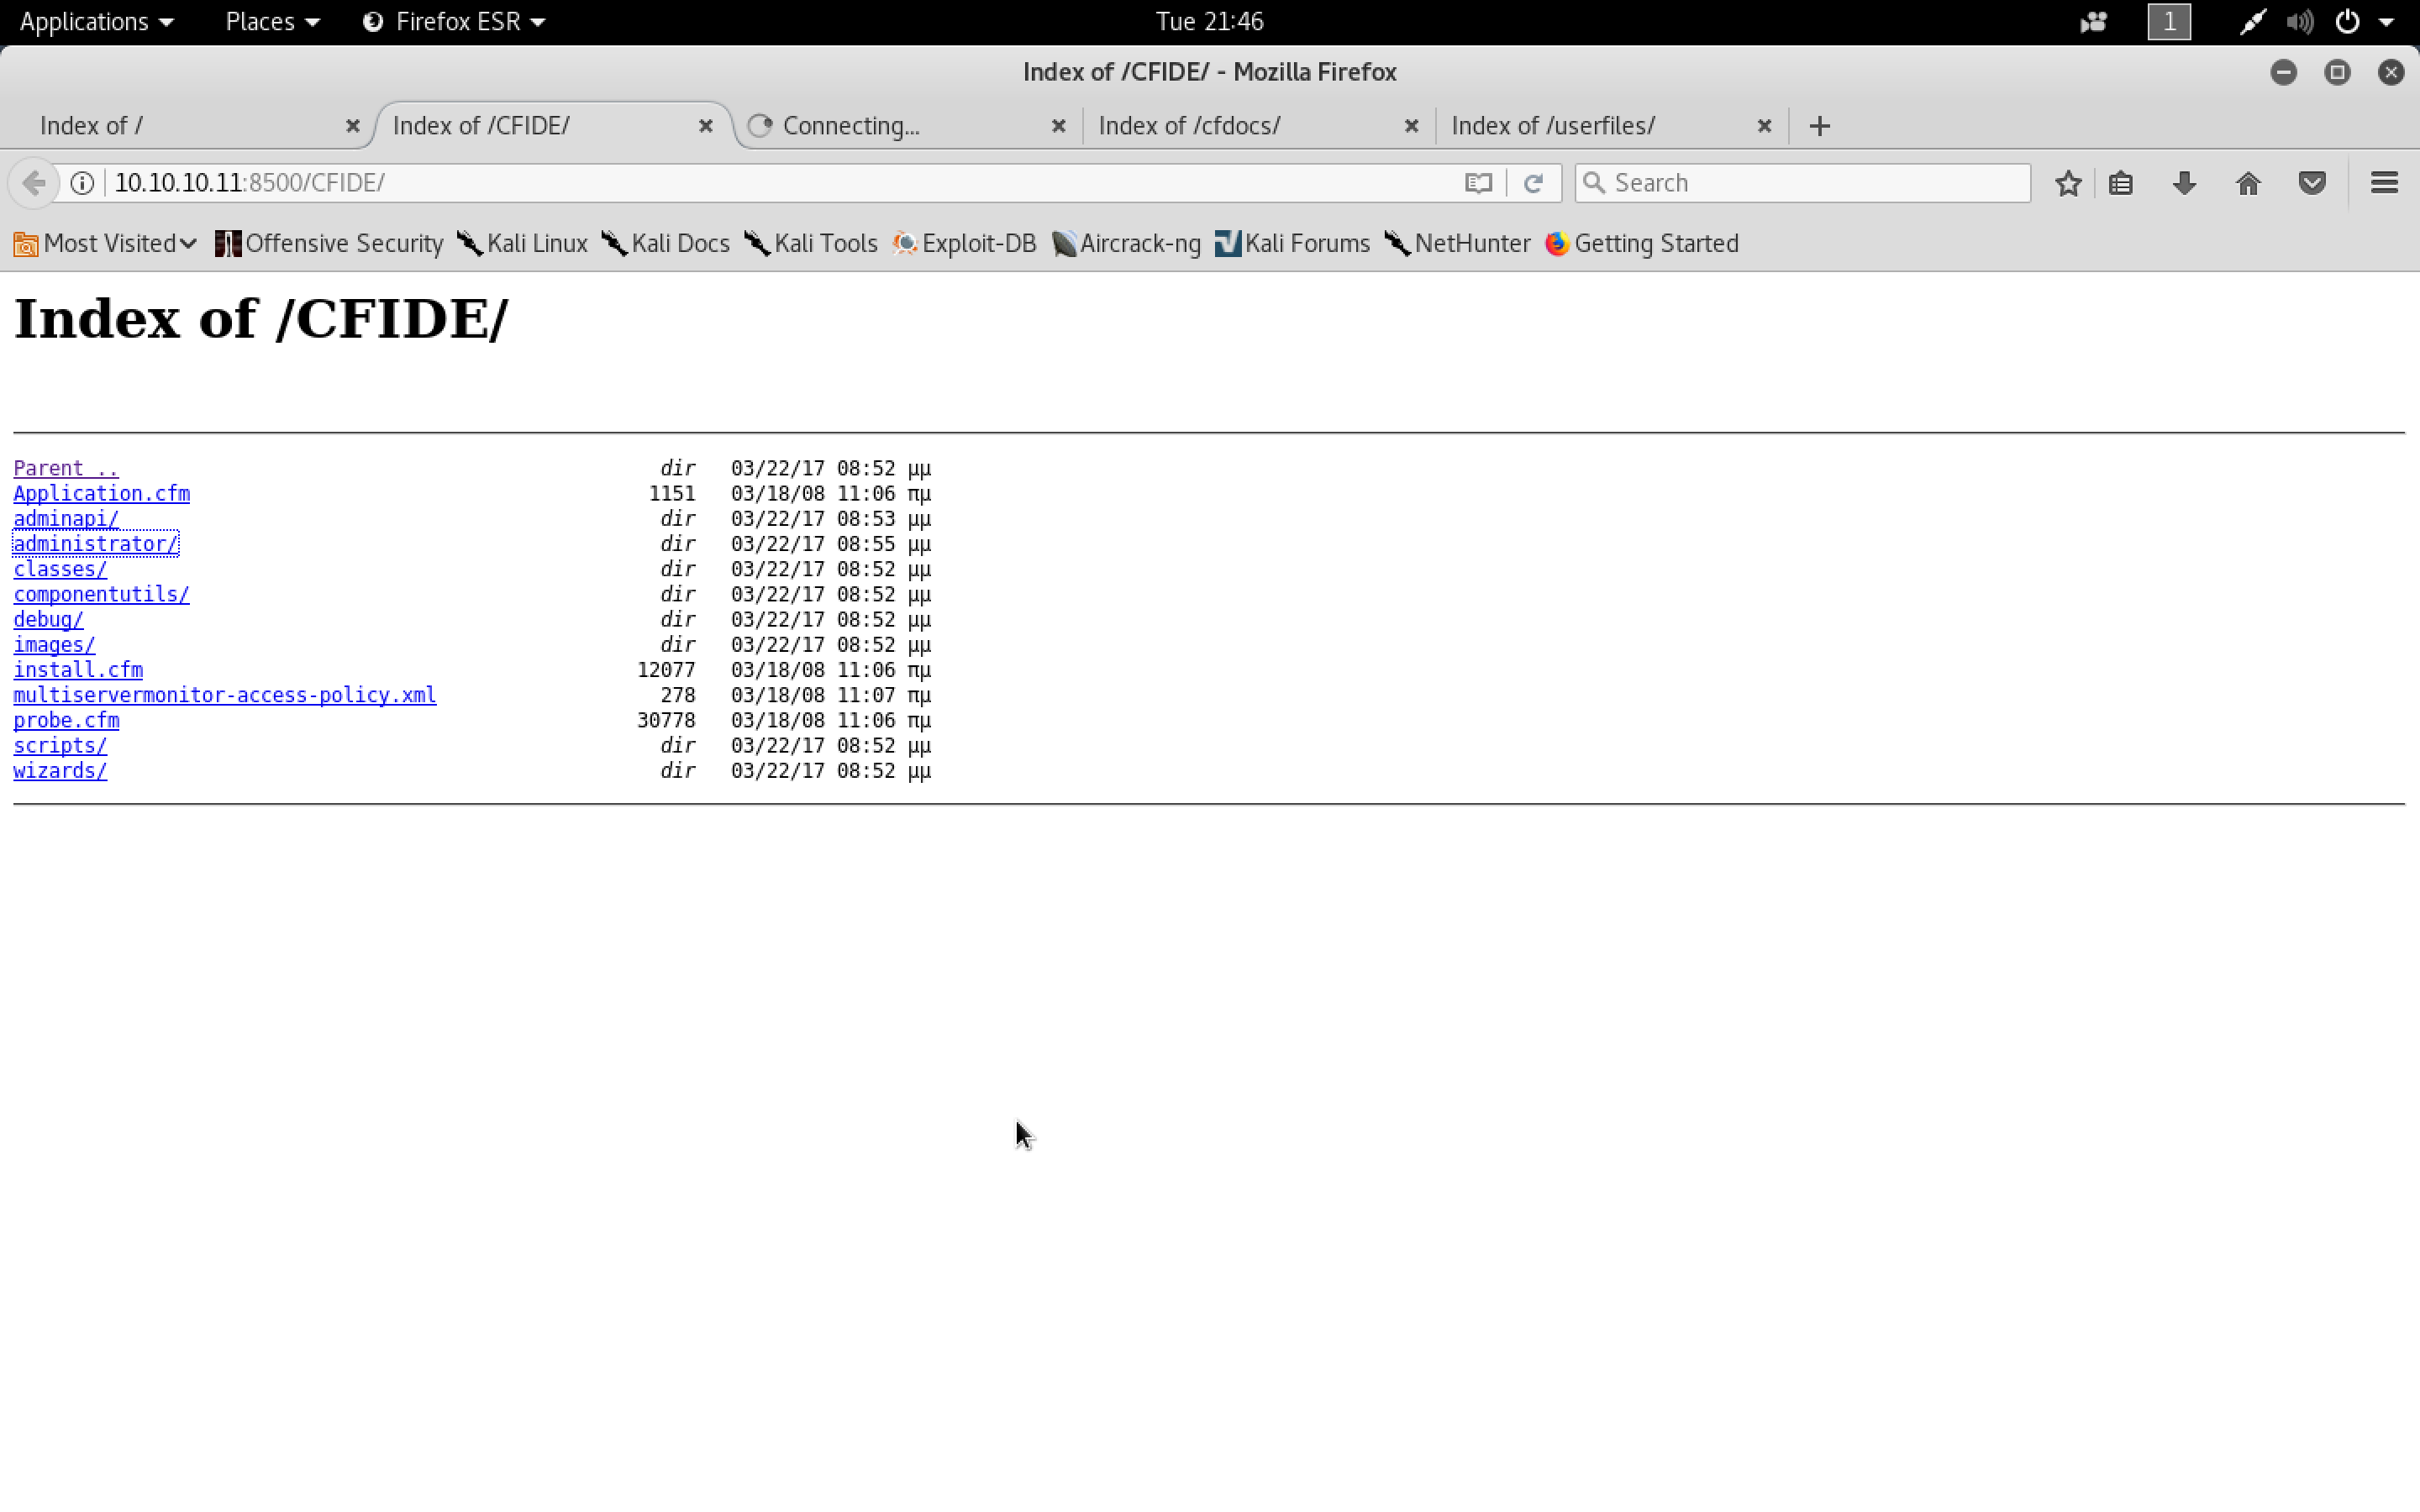 Applications Places Firefox ESR Tue 21:46 1
Index of /CFIDE/ - Mozilla Firefox
Index of / Index of /CFIDE/ Connecting... Index of /cfdocs/ Index of /userfiles/
10.10.10.11:8500/CFIDE/ Search
Most Visited Offensive Security Kali Linux Kali Docs Kali Tools Exploit-DB Aircrack-ng Kali Forums NetHunter Getting Started
Index of /CFIDE/
Parent .. dir 03/22/17 08:52 μμ
Application.cfm 1151 03/18/08 11:06 πμ
adminapi/ dir 03/22/17 08:53 μμ
administrator/ dir 03/22/17 08:55 μμ
classes/ dir 03/22/17 08:52 μμ
componentutils/ dir 03/22/17 08:52 μμ
debug/ dir 03/22/17 08:52 μμ
images/ dir 03/22/17 08:52 μμ
install.cfm 12077 03/18/08 11:06 πμ
multiservermonitor-access-policy.xml 278 03/18/08 11:07 πμ
probe.cfm 30778 03/18/08 11:06 πμ
scripts/ dir 03/22/17 08:52 μμ
wizards/ dir 03/22/17 08:52 μμ